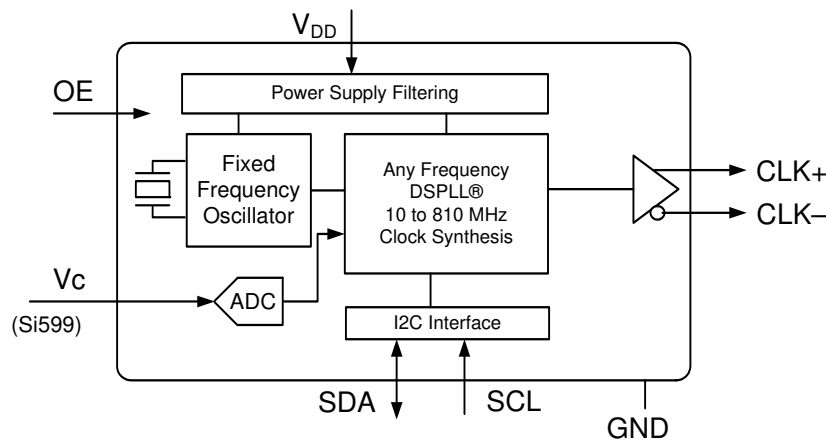 VDD
OE
Power Supply Filtering
Fixed
Frequency
Oscillator
Any Frequency
DSPLL®
10 to 810 MHz
Clock Synthesis
CLK+
CLK–
Vc
(Si599)
ADC
I2C Interface
SDA
SCL
GND